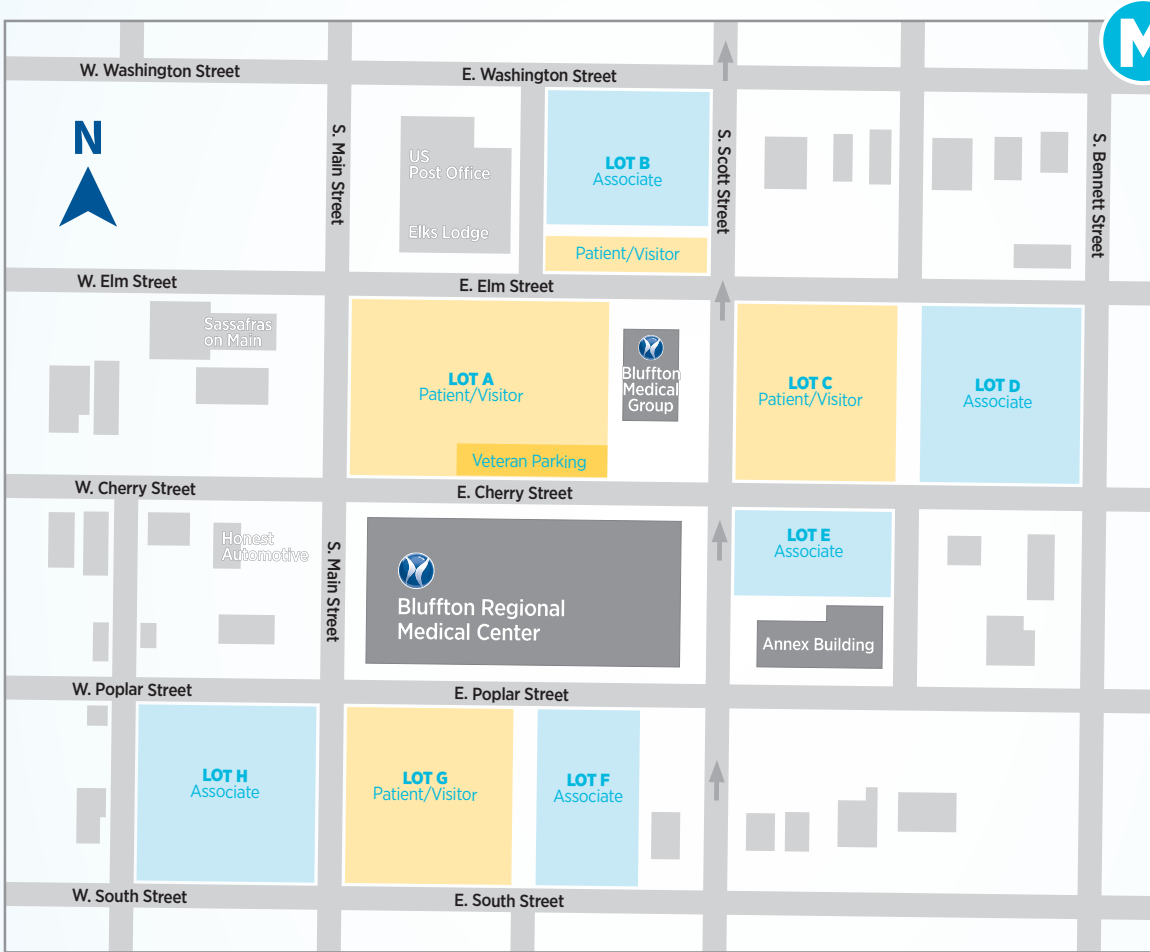 M
W. Washington Street
E. Washington Street
N
S. Main Street
US
Post Office
Elks Lodge
LOT B
Associate
Patient/Visitor
S. Scott Street
S. Bennett Street
W. Elm Street
E. Elm Street
Sassafras
on Main
LOT A
Patient/Visitor
Veteran Parking
Bluffton
Medical
Group
LOT C
Patient/Visitor
LOT D
Associate
W. Cherry Street
E. Cherry Street
Honest
Automotive
S. Main Street
Bluffton Regional
Medical Center
LOT E
Associate
Annex Building
W. Poplar Street
E. Poplar Street
LOT H
Associate
LOT G
Patient/Visitor
LOT F
Associate
W. South Street
E. South Street